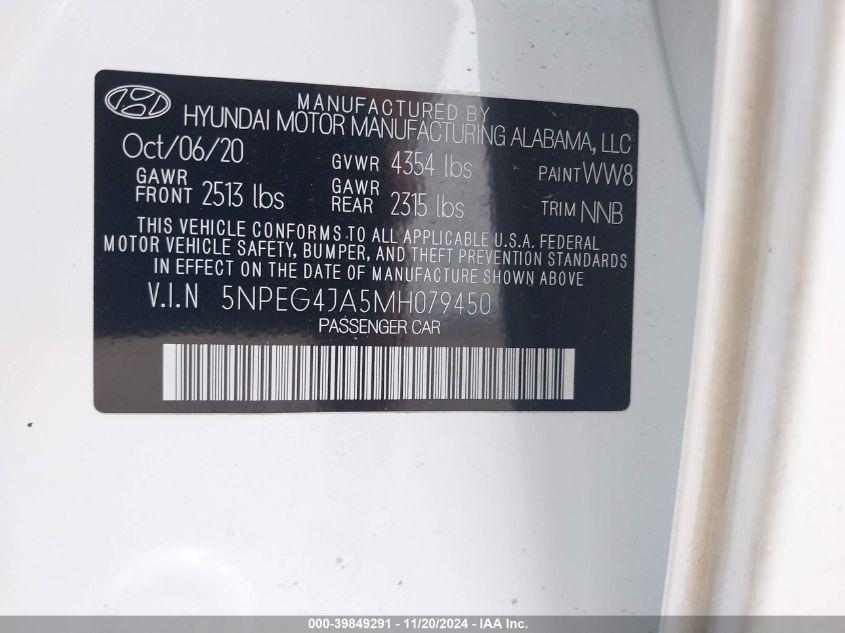 MANUFACTURED BY
HYUNDAI MOTOR MANUFACTURING ALABAMA, LLC
Oct/06/20 GVWR 4354 lbs PAINT WW8
GAWR FRONT 2513 lbs GAWR REAR 2315 lbs TRIM NNB
THIS VEHICLE CONFORMS TO ALL APPLICABLE U.S.A. FEDERAL
MOTOR VEHICLE SAFETY, BUMPER, AND THEFT PREVENTION STANDARDS
IN EFFECT ON THE DATE OF MANUFACTURE SHOWN ABOVE
V.I.N 5NPEG4JA5MH079450
PASSENGER CAR
000-39849291 - 11/20/2024 - IAA Inc.